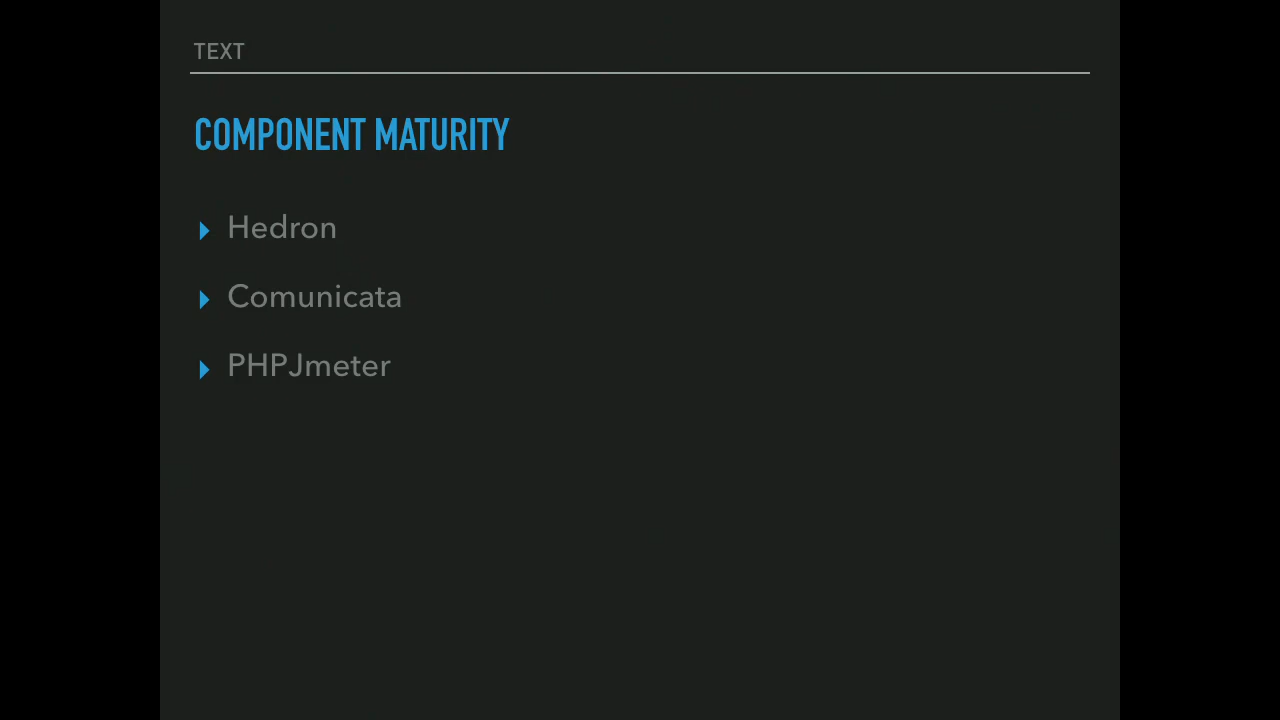 TEXT
COMPONENT MATURITY
Hedron
Comunicata
PHPJmeter